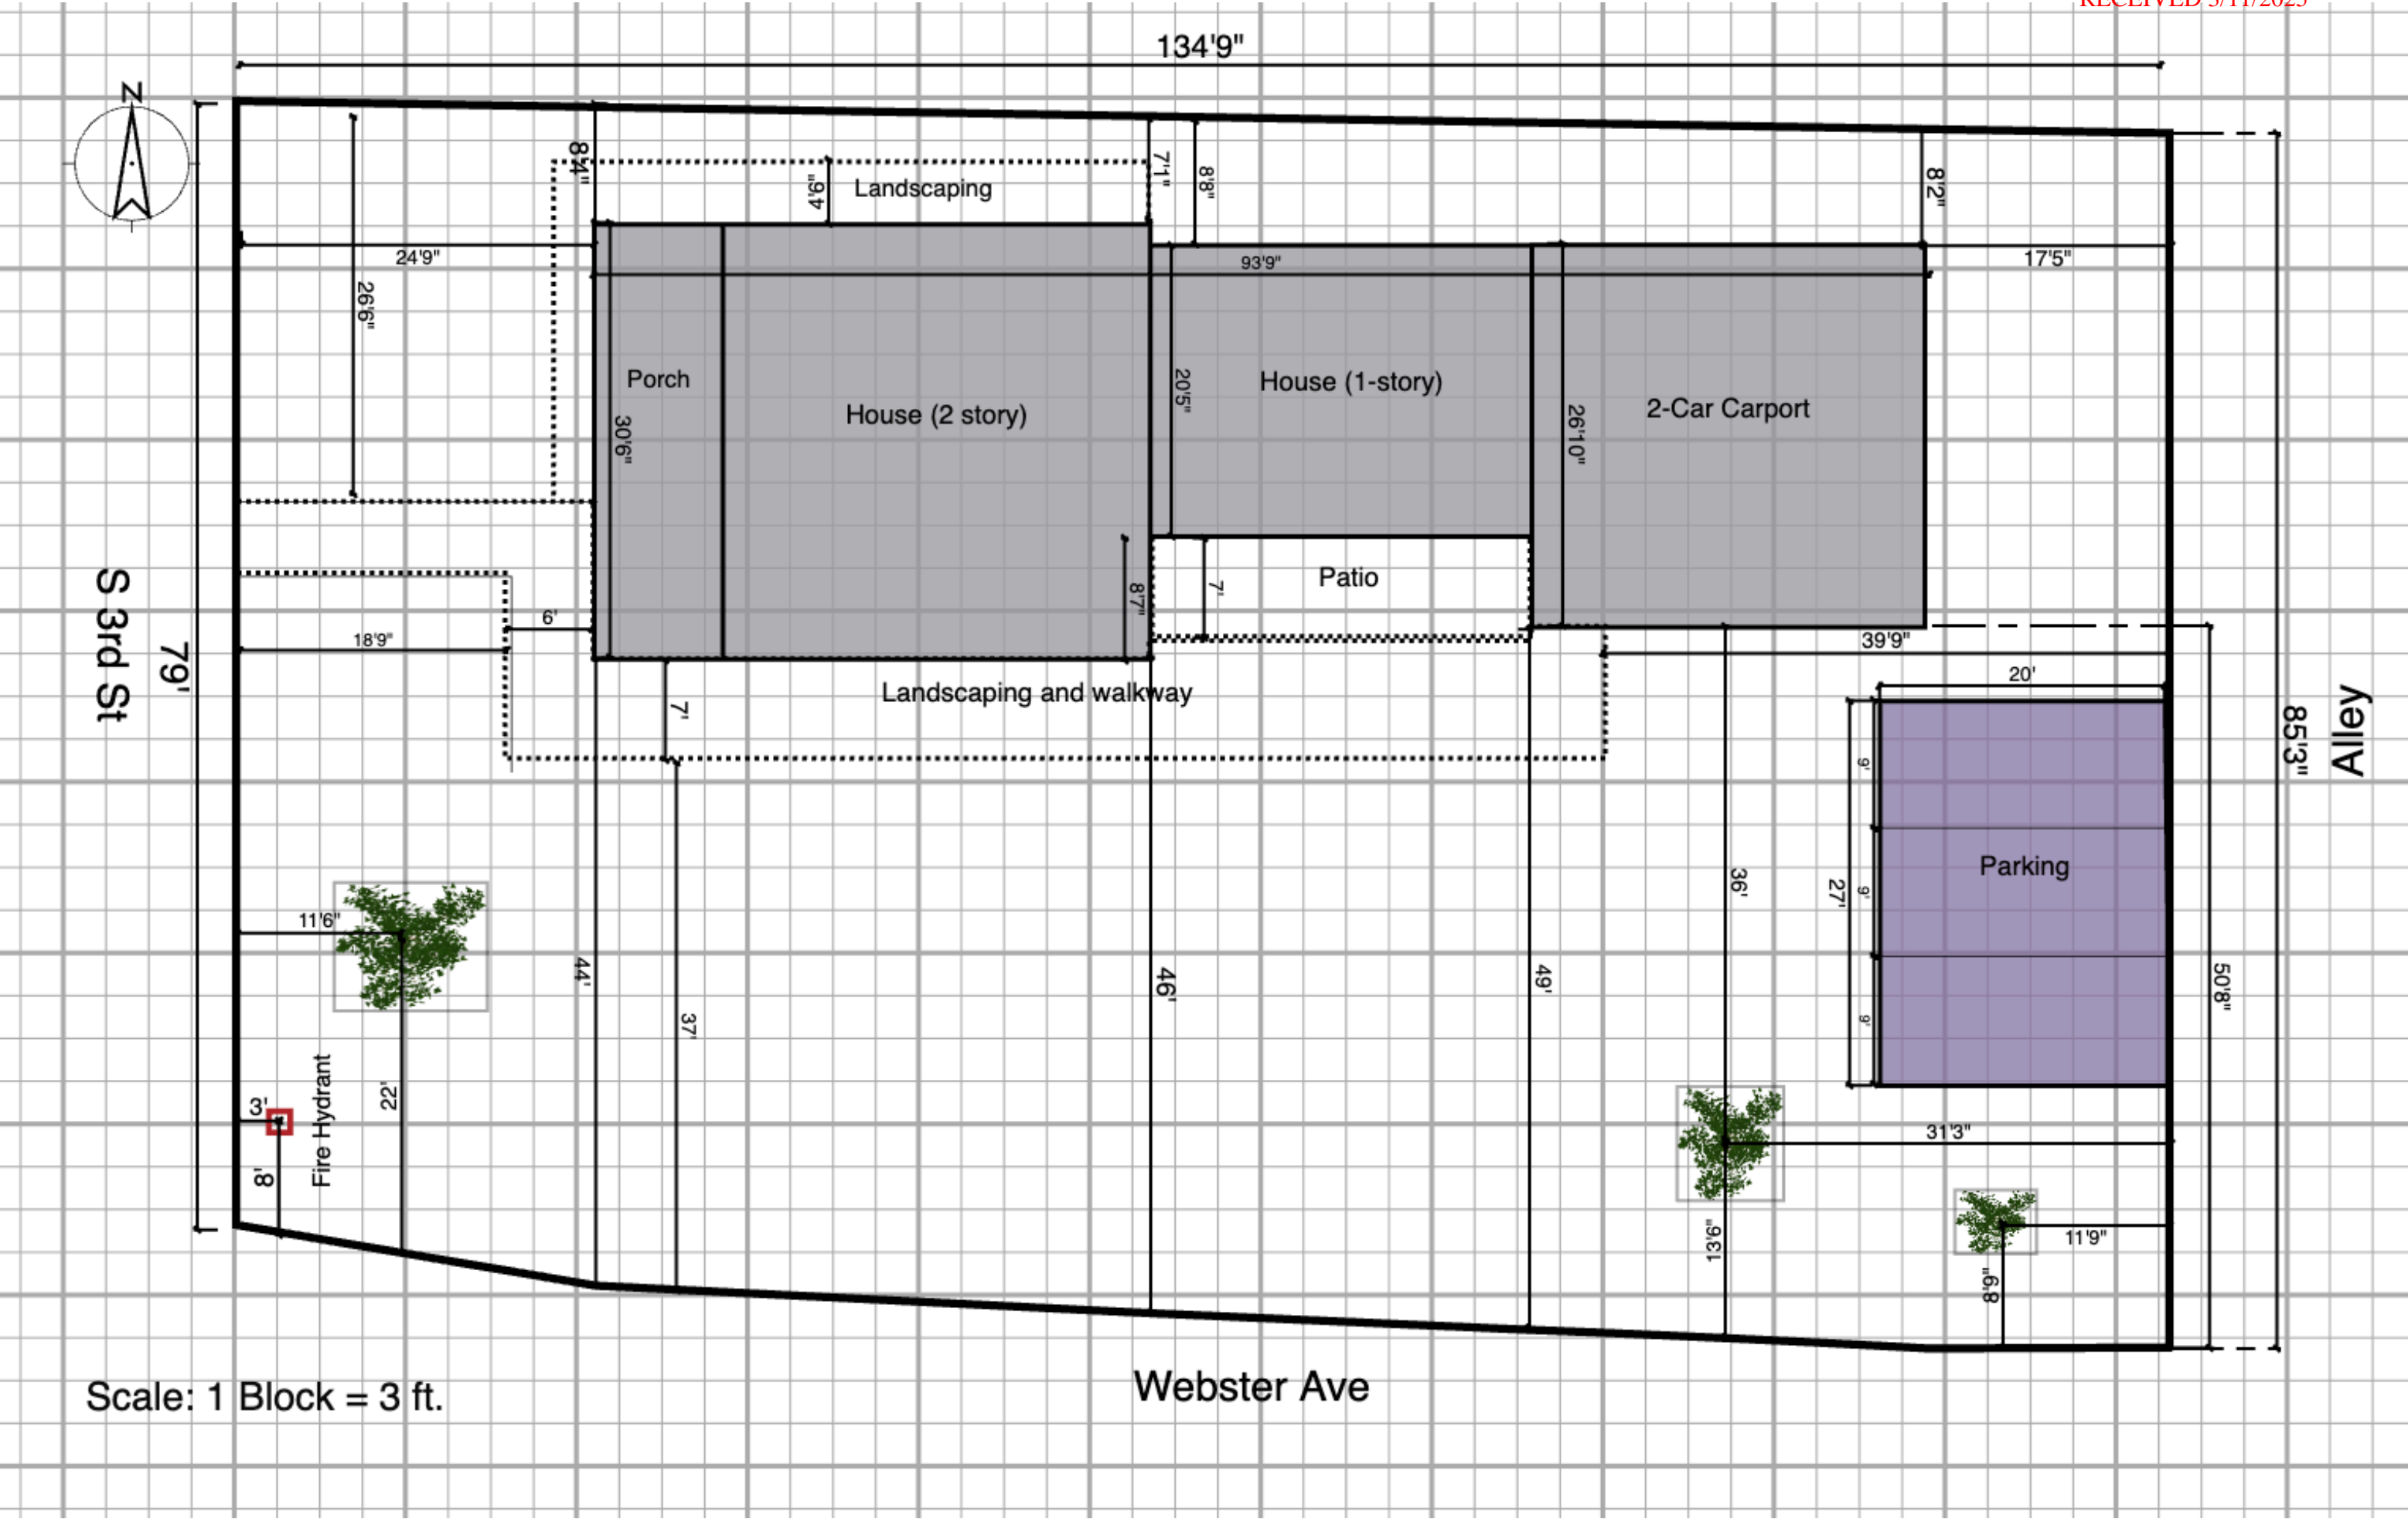 RECEIVED 3/11/2025
134'9"
N
8'4"
4'6"
Landscaping
7'1"
8'8"
8'2"
24'9"
93'9"
17'5"
26'6"
Porch
30'6"
House (2 story)
20'5"
House (1-story)
26'10"
2-Car Carport
S 3rd St
79'
6'
18'9"
8'7"
7'
Patio
39'9"
20'
Landscaping and walkway
7'
85'3"
Alley
9'
9'
9'
27'
Parking
36'
50'8"
11'6"
44'
37'
46'
49'
3'
8'
Fire Hydrant
22'
31'3"
13'6"
11'9"
8'9"
Webster Ave
Scale: 1 Block = 3 ft.